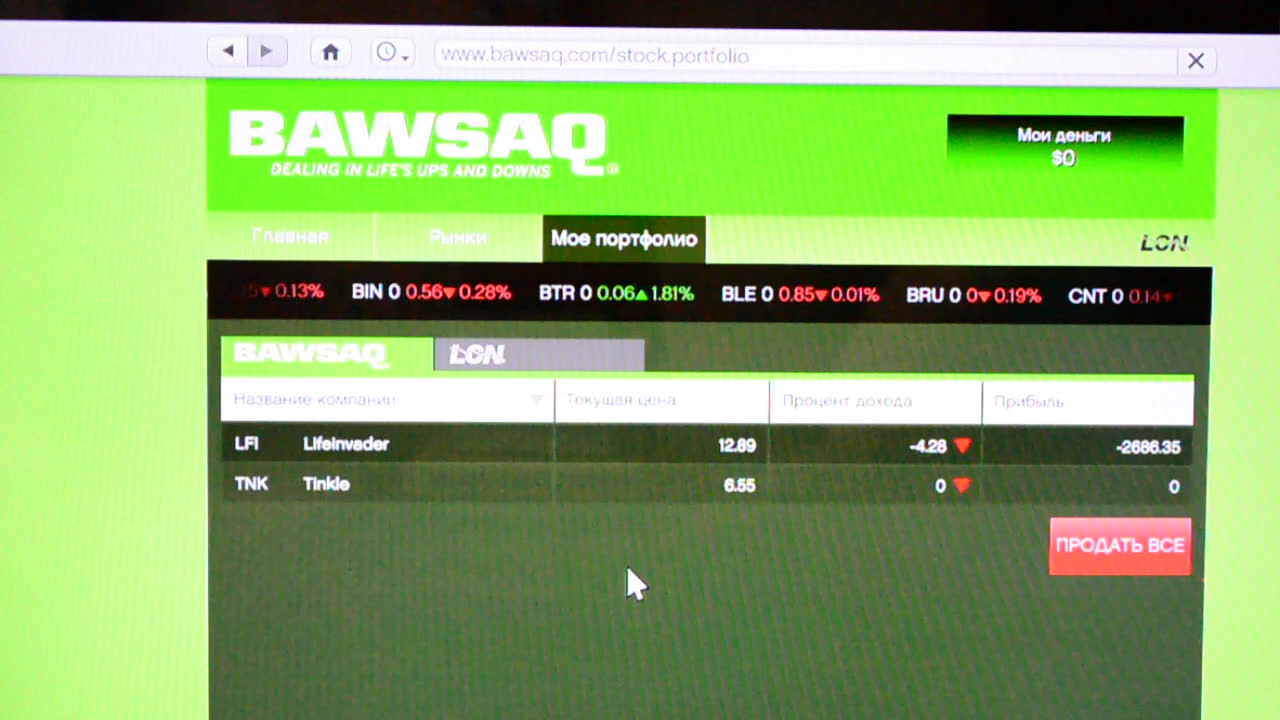 www.bawsaq.com/stock.portfolio
BAWSAQ®
DEALING IN LIFE'S UPS AND DOWNS
Мои деньги
$0
Главная Рынки Мое портфолио LCN
0.13% BIN 0 0.56▼0.28% BTR 0 0.06▲1.81% BLE 0 0.85▼0.01% BRU 0 0▼0.19% CNT 0 0.14▼
BAWSAQ LCN
Название компании Текущая цена Процент дохода Прибыль
LFI Lifeinvader 12.89 -4.28 ▼ -2686.35
TNK Tinkle 6.55 0 ▼ 0
ПРОДАТЬ ВСЕ